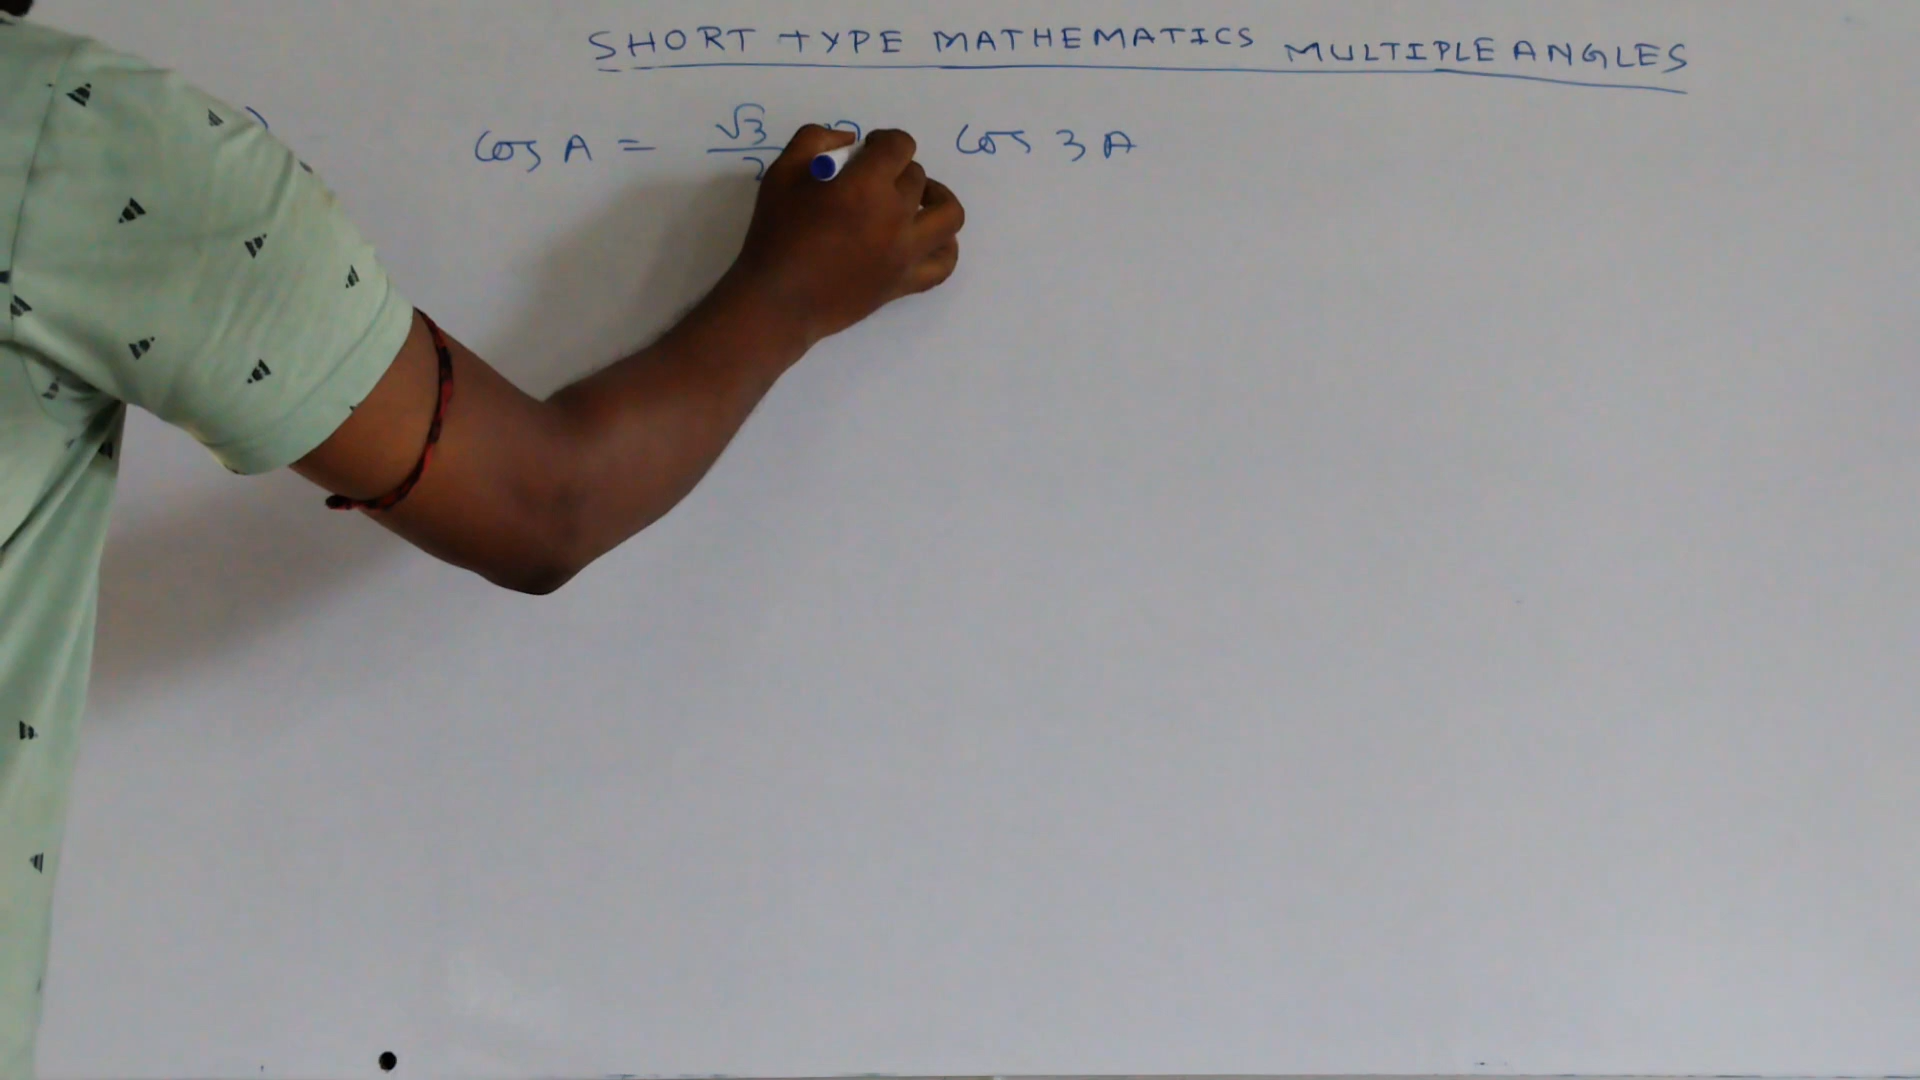 SHORT TYPE MATHEMATICS MULTIPLE ANGLES
cos A = √3/2 cos 3A